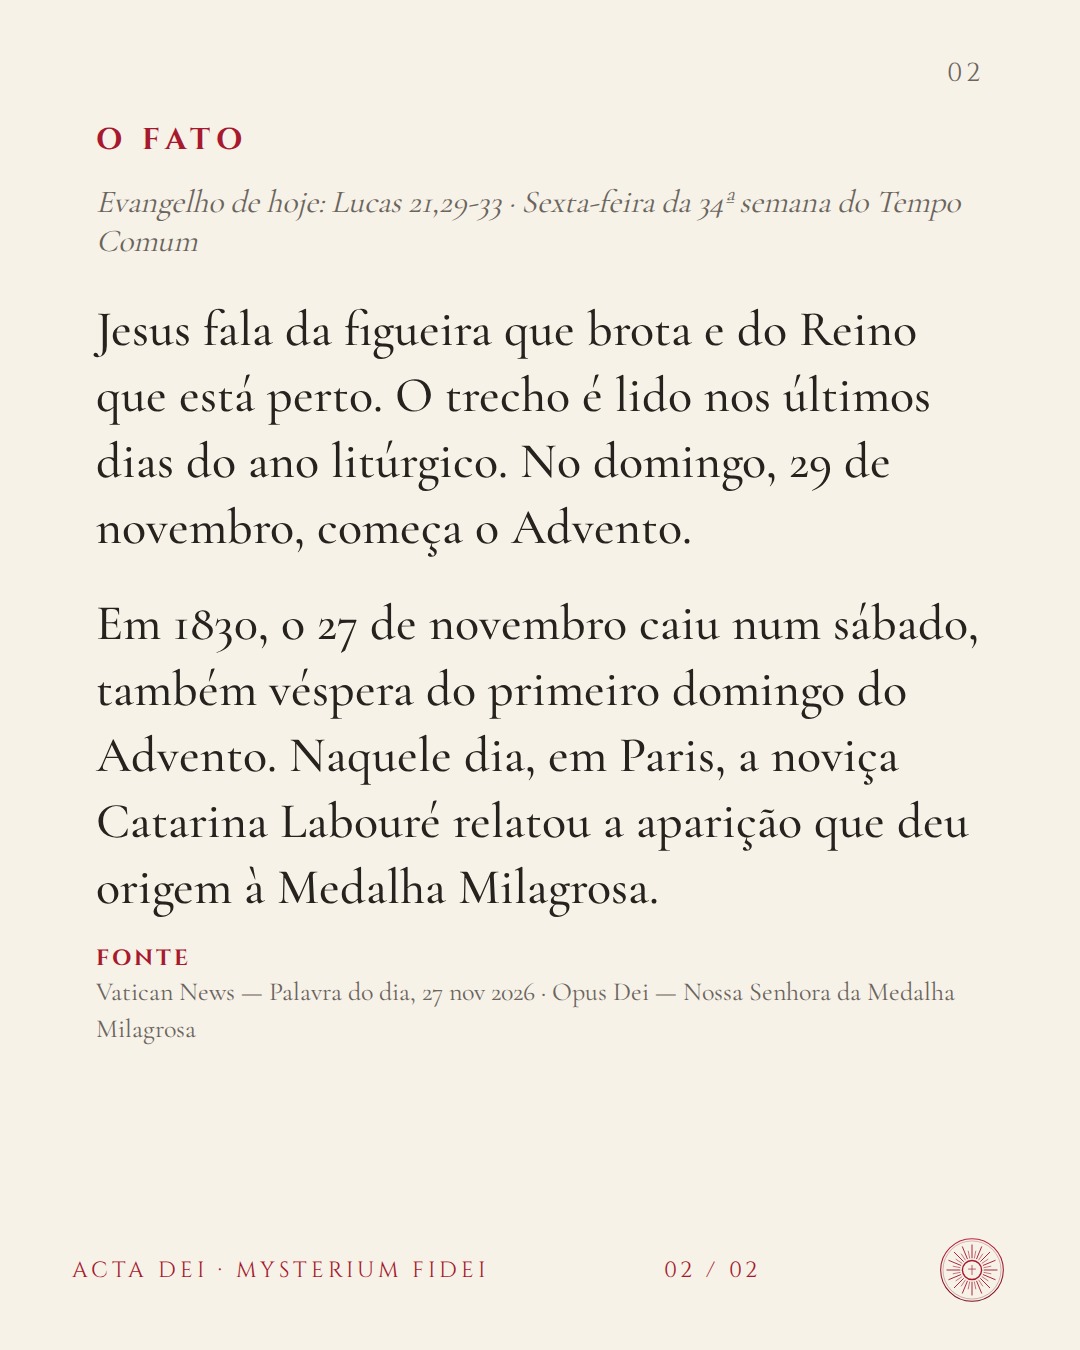 02
O FATO
Evangelho de hoje: Lucas 21,29-33 · Sexta-feira da 34ª semana do Tempo
Comum
Jesus fala da figueira que brota e do Reino
que está perto. O trecho é lido nos últimos
dias do ano litúrgico. No domingo, 29 de
novembro, começa o Advento.
Em 1830, o 27 de novembro caiu num sábado,
também véspera do primeiro domingo do
Advento. Naquele dia, em Paris, a noviça
Catarina Labouré relatou a aparição que deu
origem à Medalha Milagrosa.
FONTE
Vatican News — Palavra do dia, 27 nov 2026 · Opus Dei — Nossa Senhora da Medalha
Milagrosa
ACTA DEI · MYSTERIUM FIDEI
02 / 02